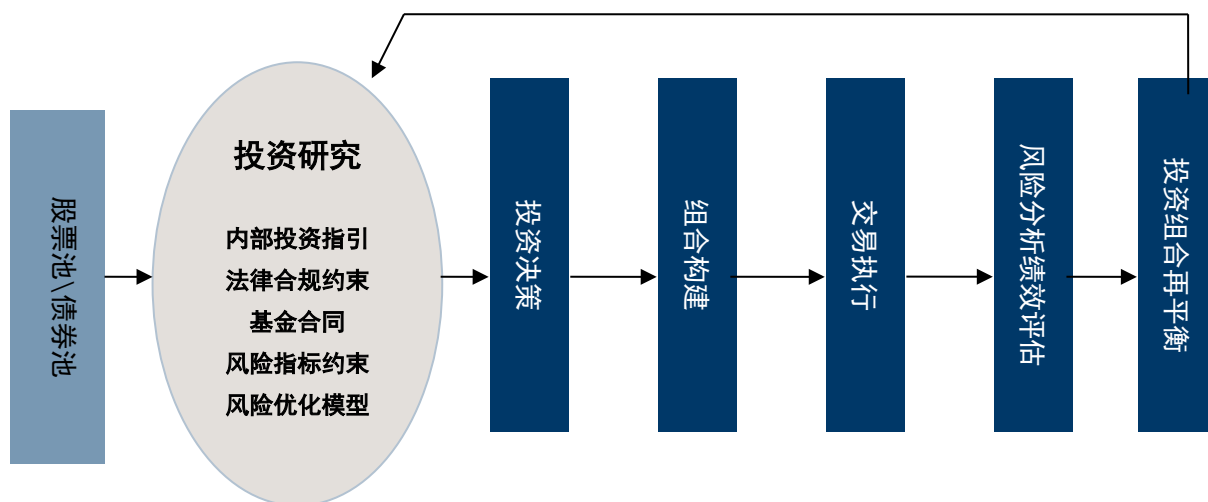 股票池\债券池
投资研究
内部投资指引
法律合规约束
基金合同
风险指标约束
风险优化模型
投资决策
组合构建
交易执行
风险分析绩效评估
投资组合再平衡